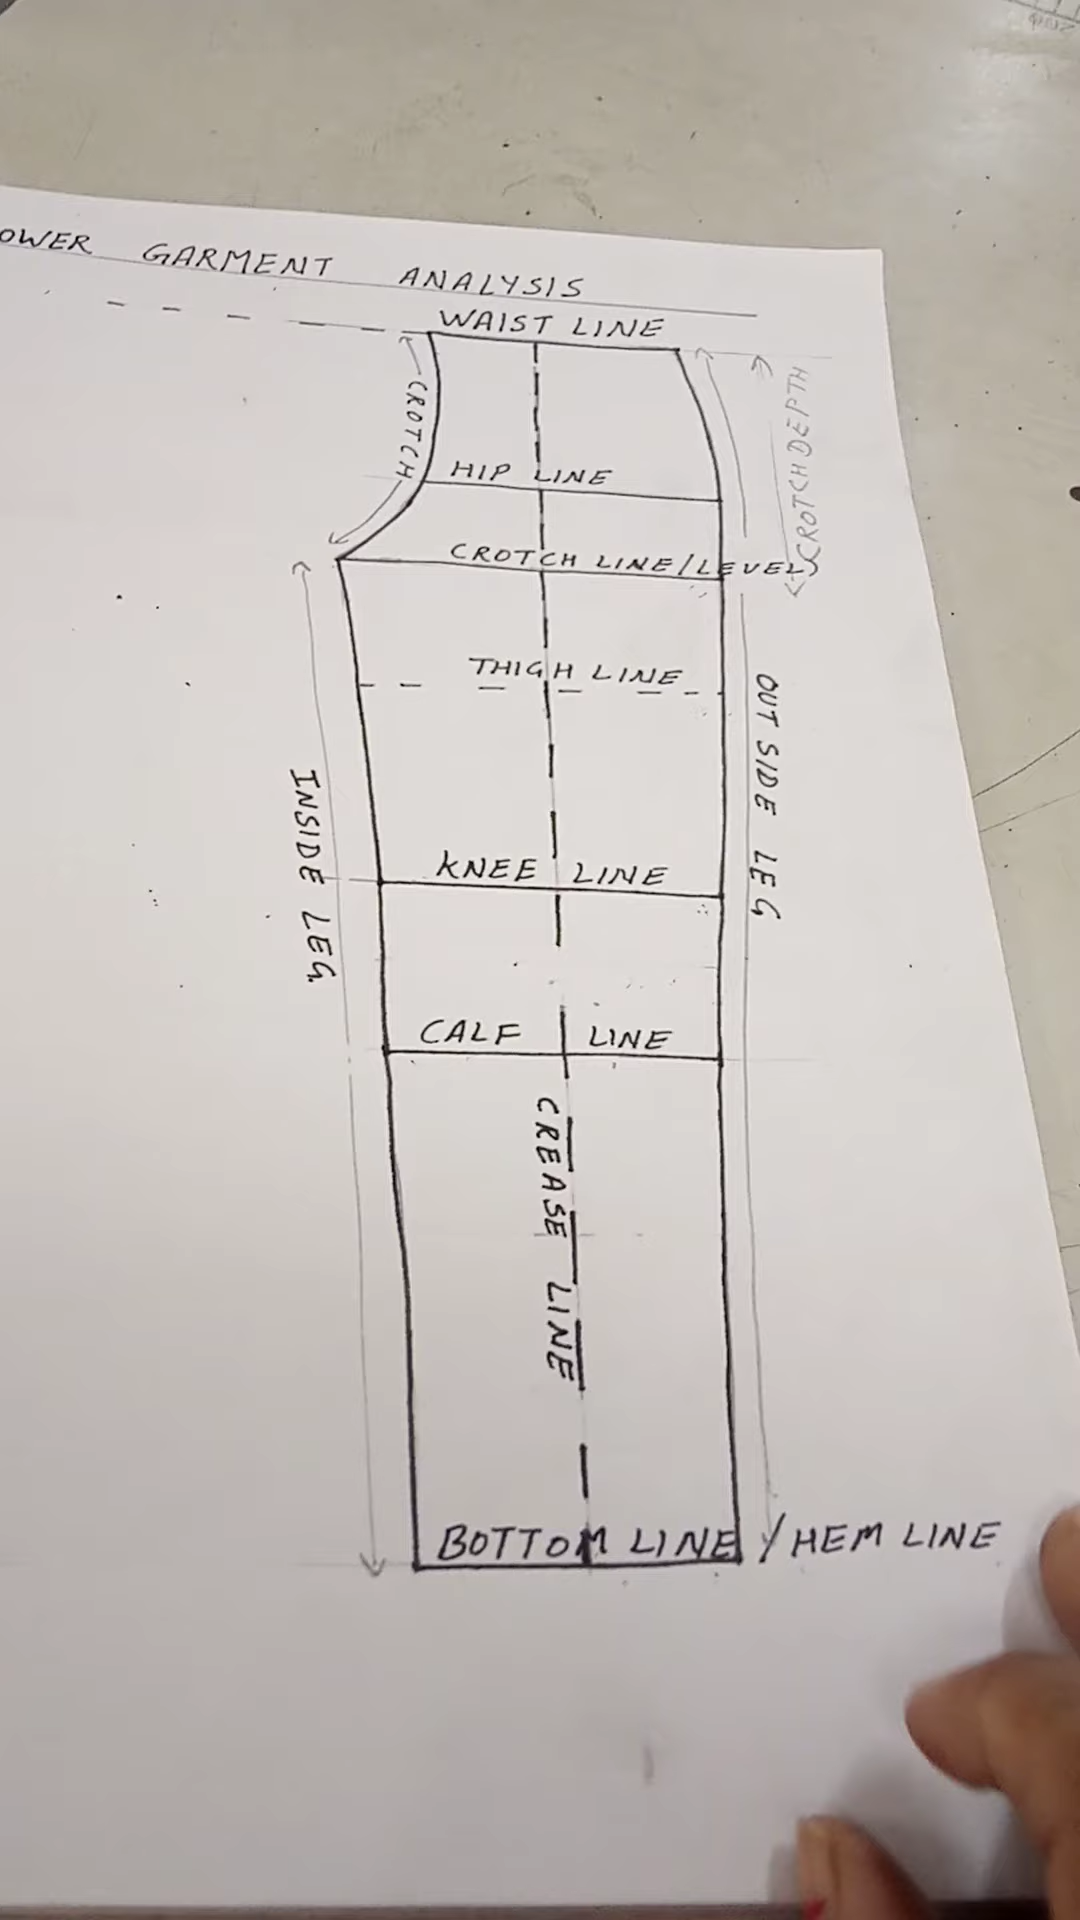 OWER GARMENT ANALYSIS
WAIST LINE
CROTCH
CROTCH DEPTH
HIP LINE
CROTCH LINE/LEVEL
THIGH LINE
OUT SIDE LEG
INSIDE LEG.
KNEE LINE
CALF LINE
CREASE LINE
BOTTOM LINE / HEM LINE